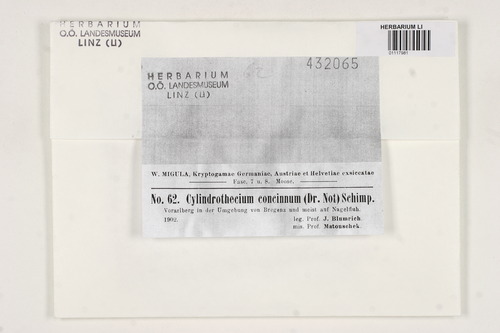 HERBARIUM
O.Ö. LANDESMUSEUM
LINZ (LI)
HERBARIUM LI
432065
HERBARIUM
O.Ö. LANDESMUSEUM
LINZ (LI)
W. MIGULA, Kryptogamae Germaniae, Austriae et Helvetiae exsiccatae
Fasc. 7 u. 8. Moose.
No. 62. Cylindrothecium concinnum (Dr. Not) Schimp.
Vorarlberg in der Umgebung von Bregenz und meist auf Nagelfluh.
1902.
leg. Prof. J. Blumrich.
mis. Prof. Matouschek.